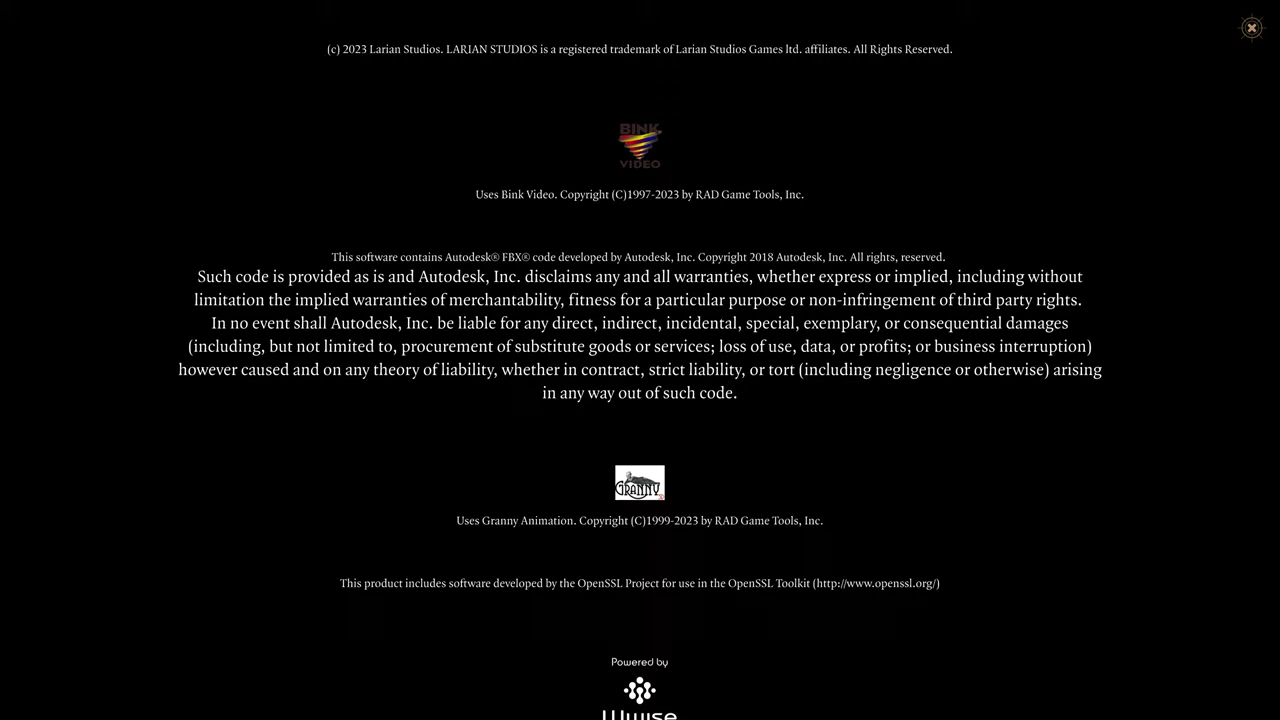 (c) 2023 Larian Studios. LARIAN STUDIOS is a registered trademark of Larian Studios Games ltd. affiliates. All Rights Reserved.
BINK
VIDEO
Uses Bink Video. Copyright (C)1997-2023 by RAD Game Tools, Inc.
This software contains Autodesk® FBX® code developed by Autodesk, Inc. Copyright 2018 Autodesk, Inc. All rights, reserved.
Such code is provided as is and Autodesk, Inc. disclaims any and all warranties, whether express or implied, including without
limitation the implied warranties of merchantability, fitness for a particular purpose or non-infringement of third party rights.
In no event shall Autodesk, Inc. be liable for any direct, indirect, incidental, special, exemplary, or consequential damages
(including, but not limited to, procurement of substitute goods or services; loss of use, data, or profits; or business interruption)
however caused and on any theory of liability, whether in contract, strict liability, or tort (including negligence or otherwise) arising
in any way out of such code.
GRANNY
Uses Granny Animation. Copyright (C)1999-2023 by RAD Game Tools, Inc.
This product includes software developed by the OpenSSL Project for use in the OpenSSL Toolkit (http://www.openssl.org/)
Powered by
Wwise